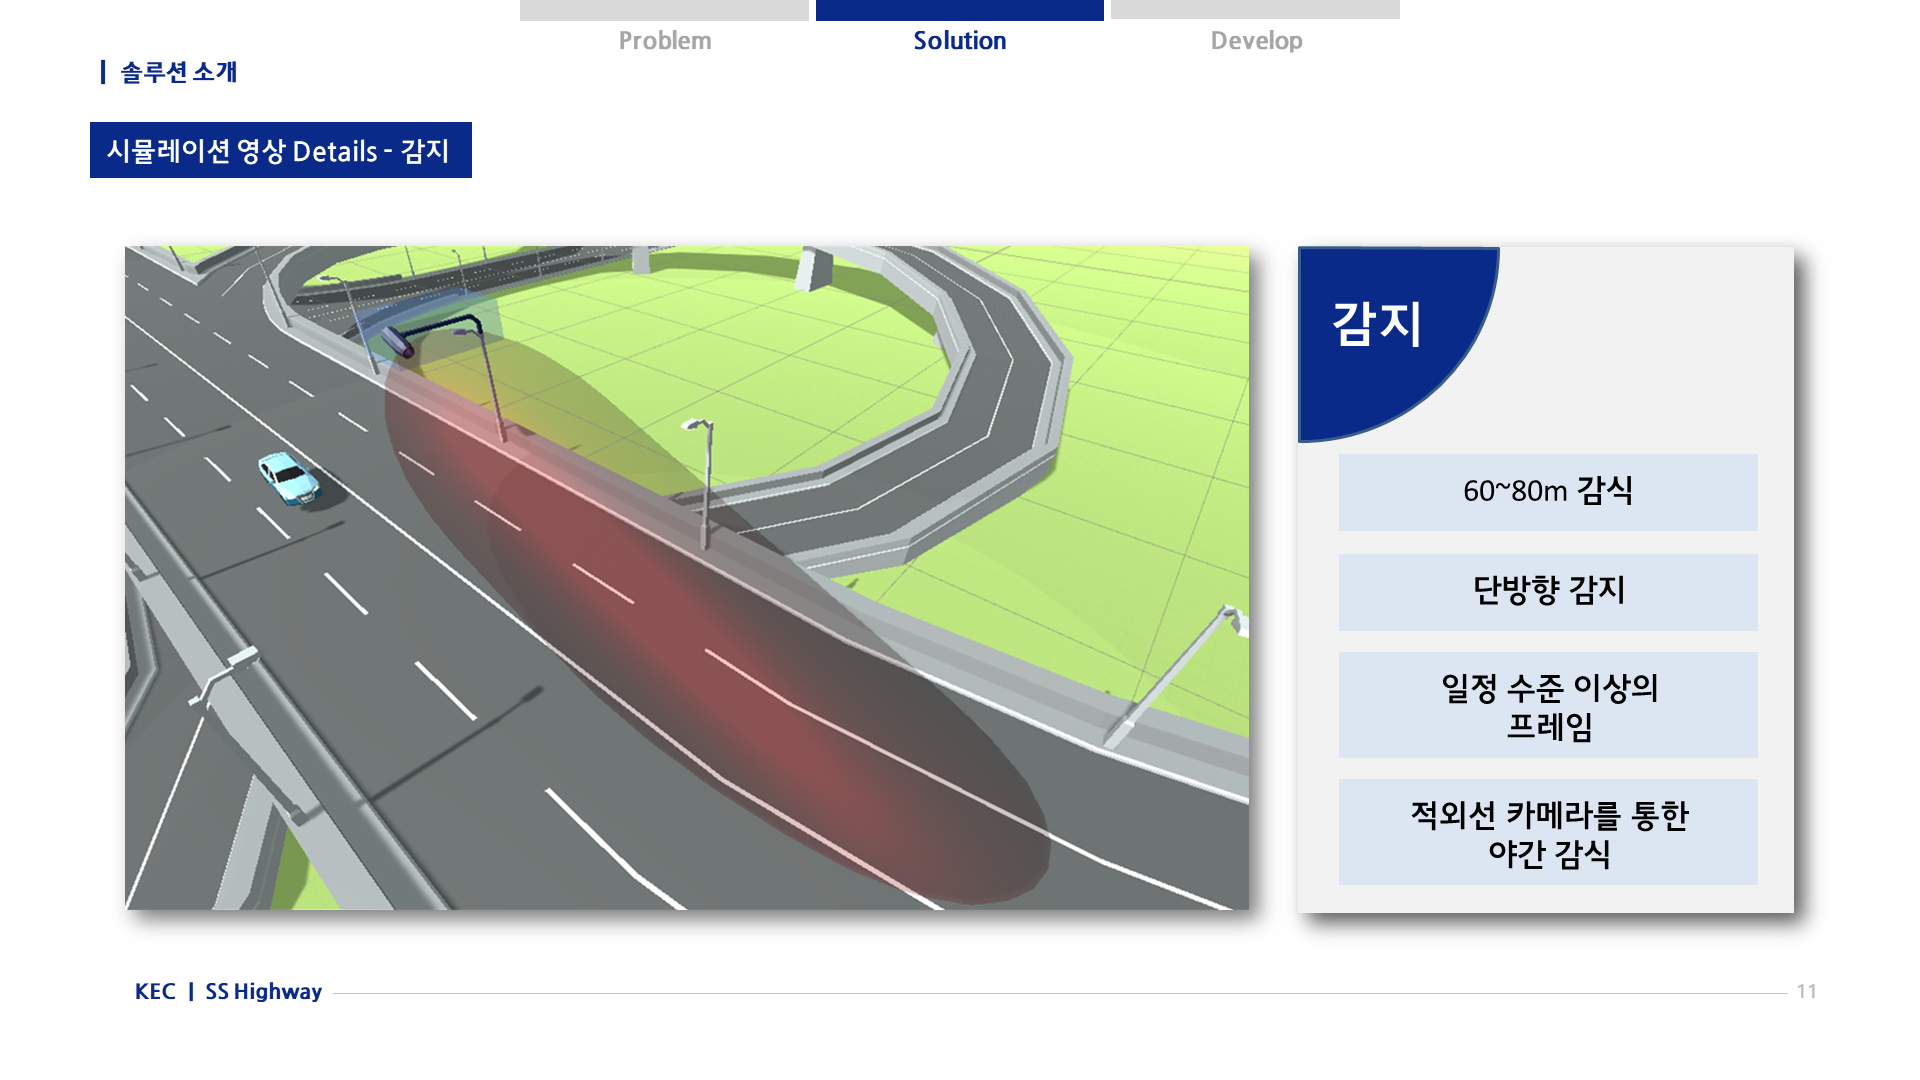 Problem
Solution
Develop
| 솔루션 소개
시뮬레이션 영상 Details - 감지
감지
60~80m 감식
단방향 감지
일정 수준 이상의
프레임
적외선 카메라를 통한
야간 감식
KEC | SS Highway
11